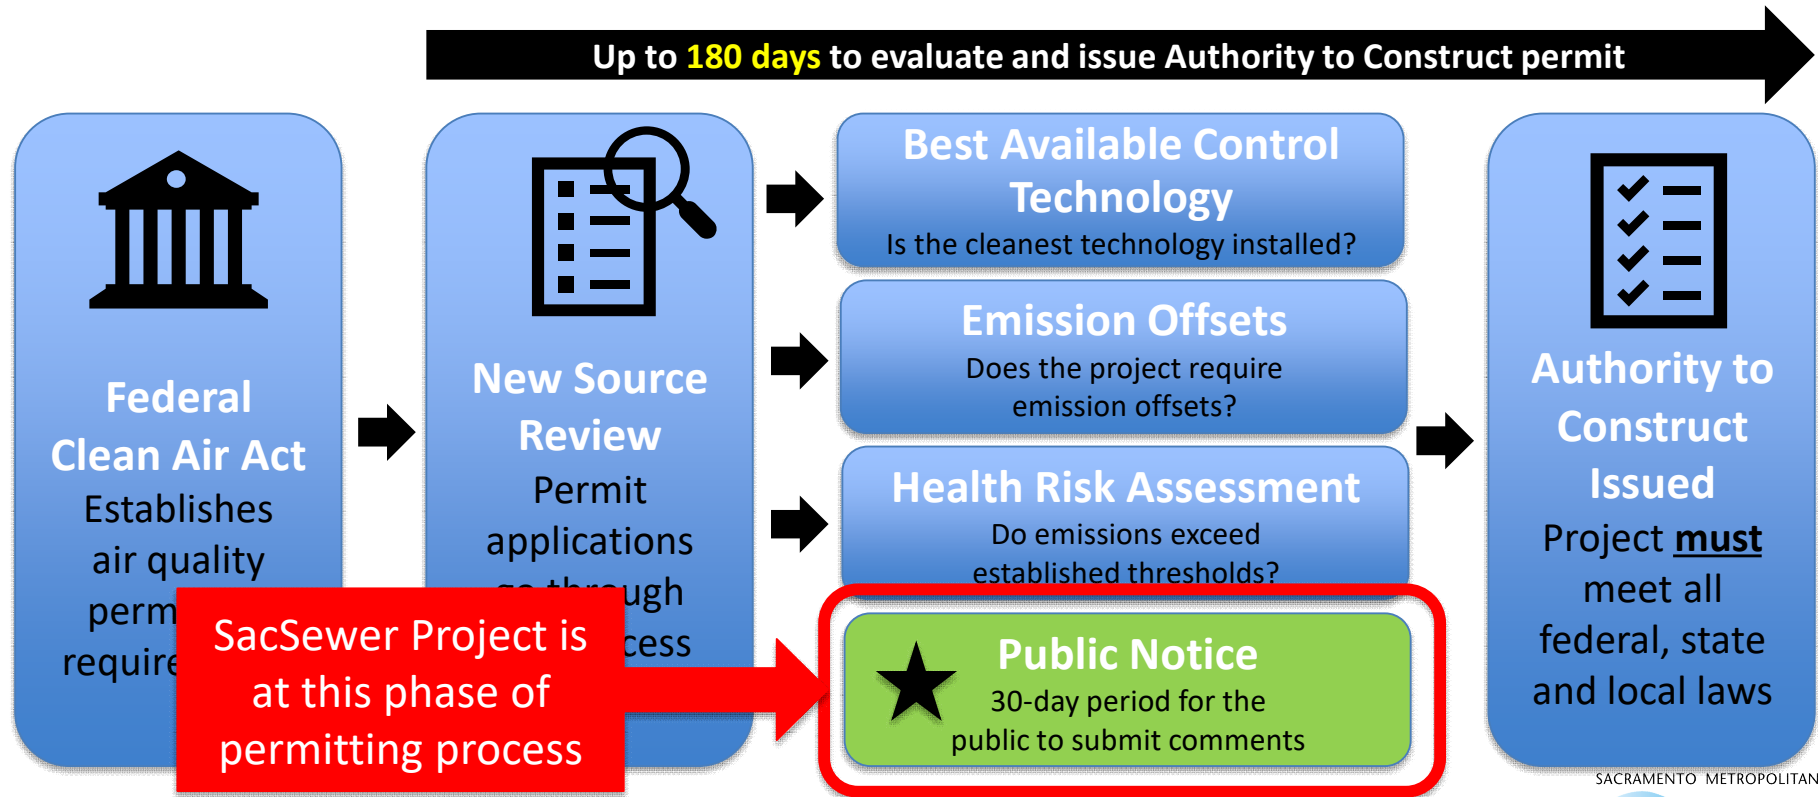 Up to 180 days to evaluate and issue Authority to Construct permit
Federal
Clean Air Act
Establishes
air quality
perm
require
New Source
Review
Permit
applications
ugh
cess
SacSewer Project is
at this phase of
permitting process
Best Available Control
Technology
Is the cleanest technology installed?
Emission Offsets
Does the project require
emission offsets?
Health Risk Assessment
Do emissions exceed
established thresholds?
Public Notice
30-day period for the
public to submit comments
Authority to
Construct
Issued
Project must
meet all
federal, state
and local laws
SACRAMENTO METROPOLITAN